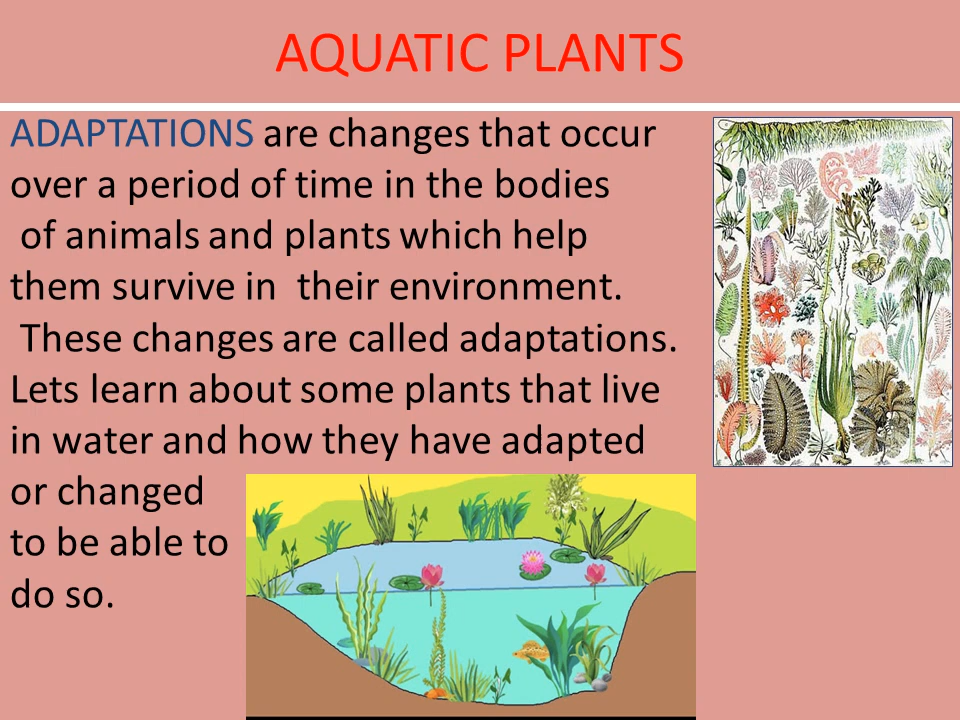 AQUATIC PLANTS
ADAPTATIONS are changes that occur
over a period of time in the bodies
of animals and plants which help
them survive in  their environment.
These changes are called adaptations.
Lets learn about some plants that live
in water and how they have adapted
or changed
to be able to
do so.